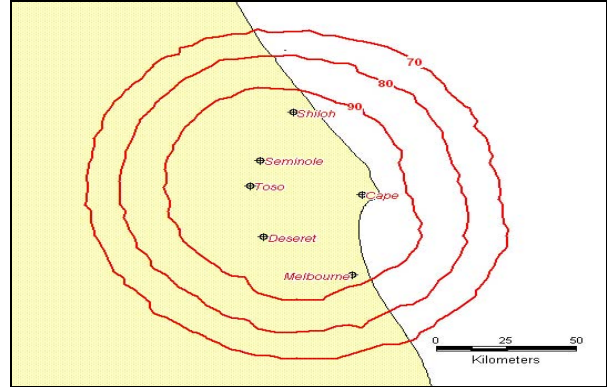 70
80
90
Shiloh
Seminole
Toso
Cape
Deseret
Melbourne
0 25 50
Kilometers